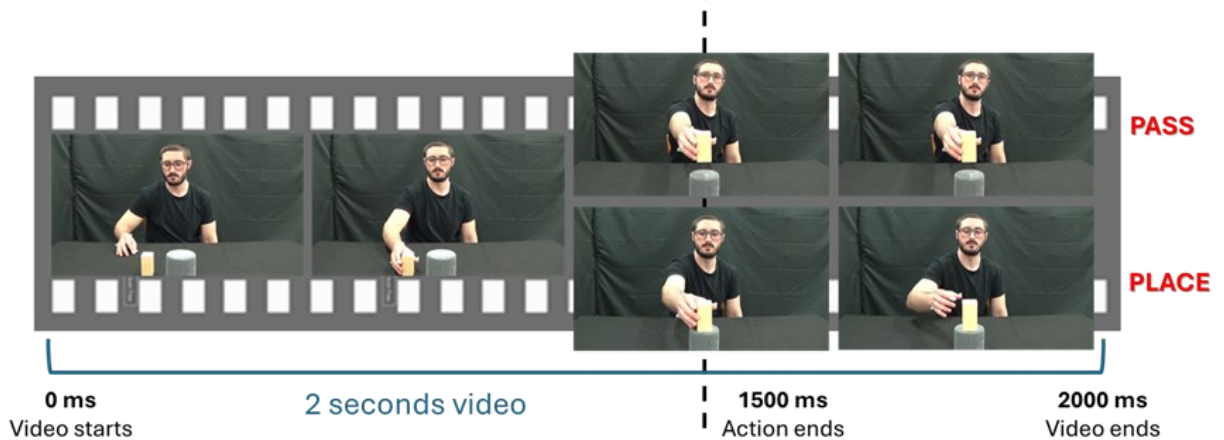 PASS
PLACE
0 ms
Video starts
2 seconds video
1500 ms
Action ends
2000 ms
Video ends